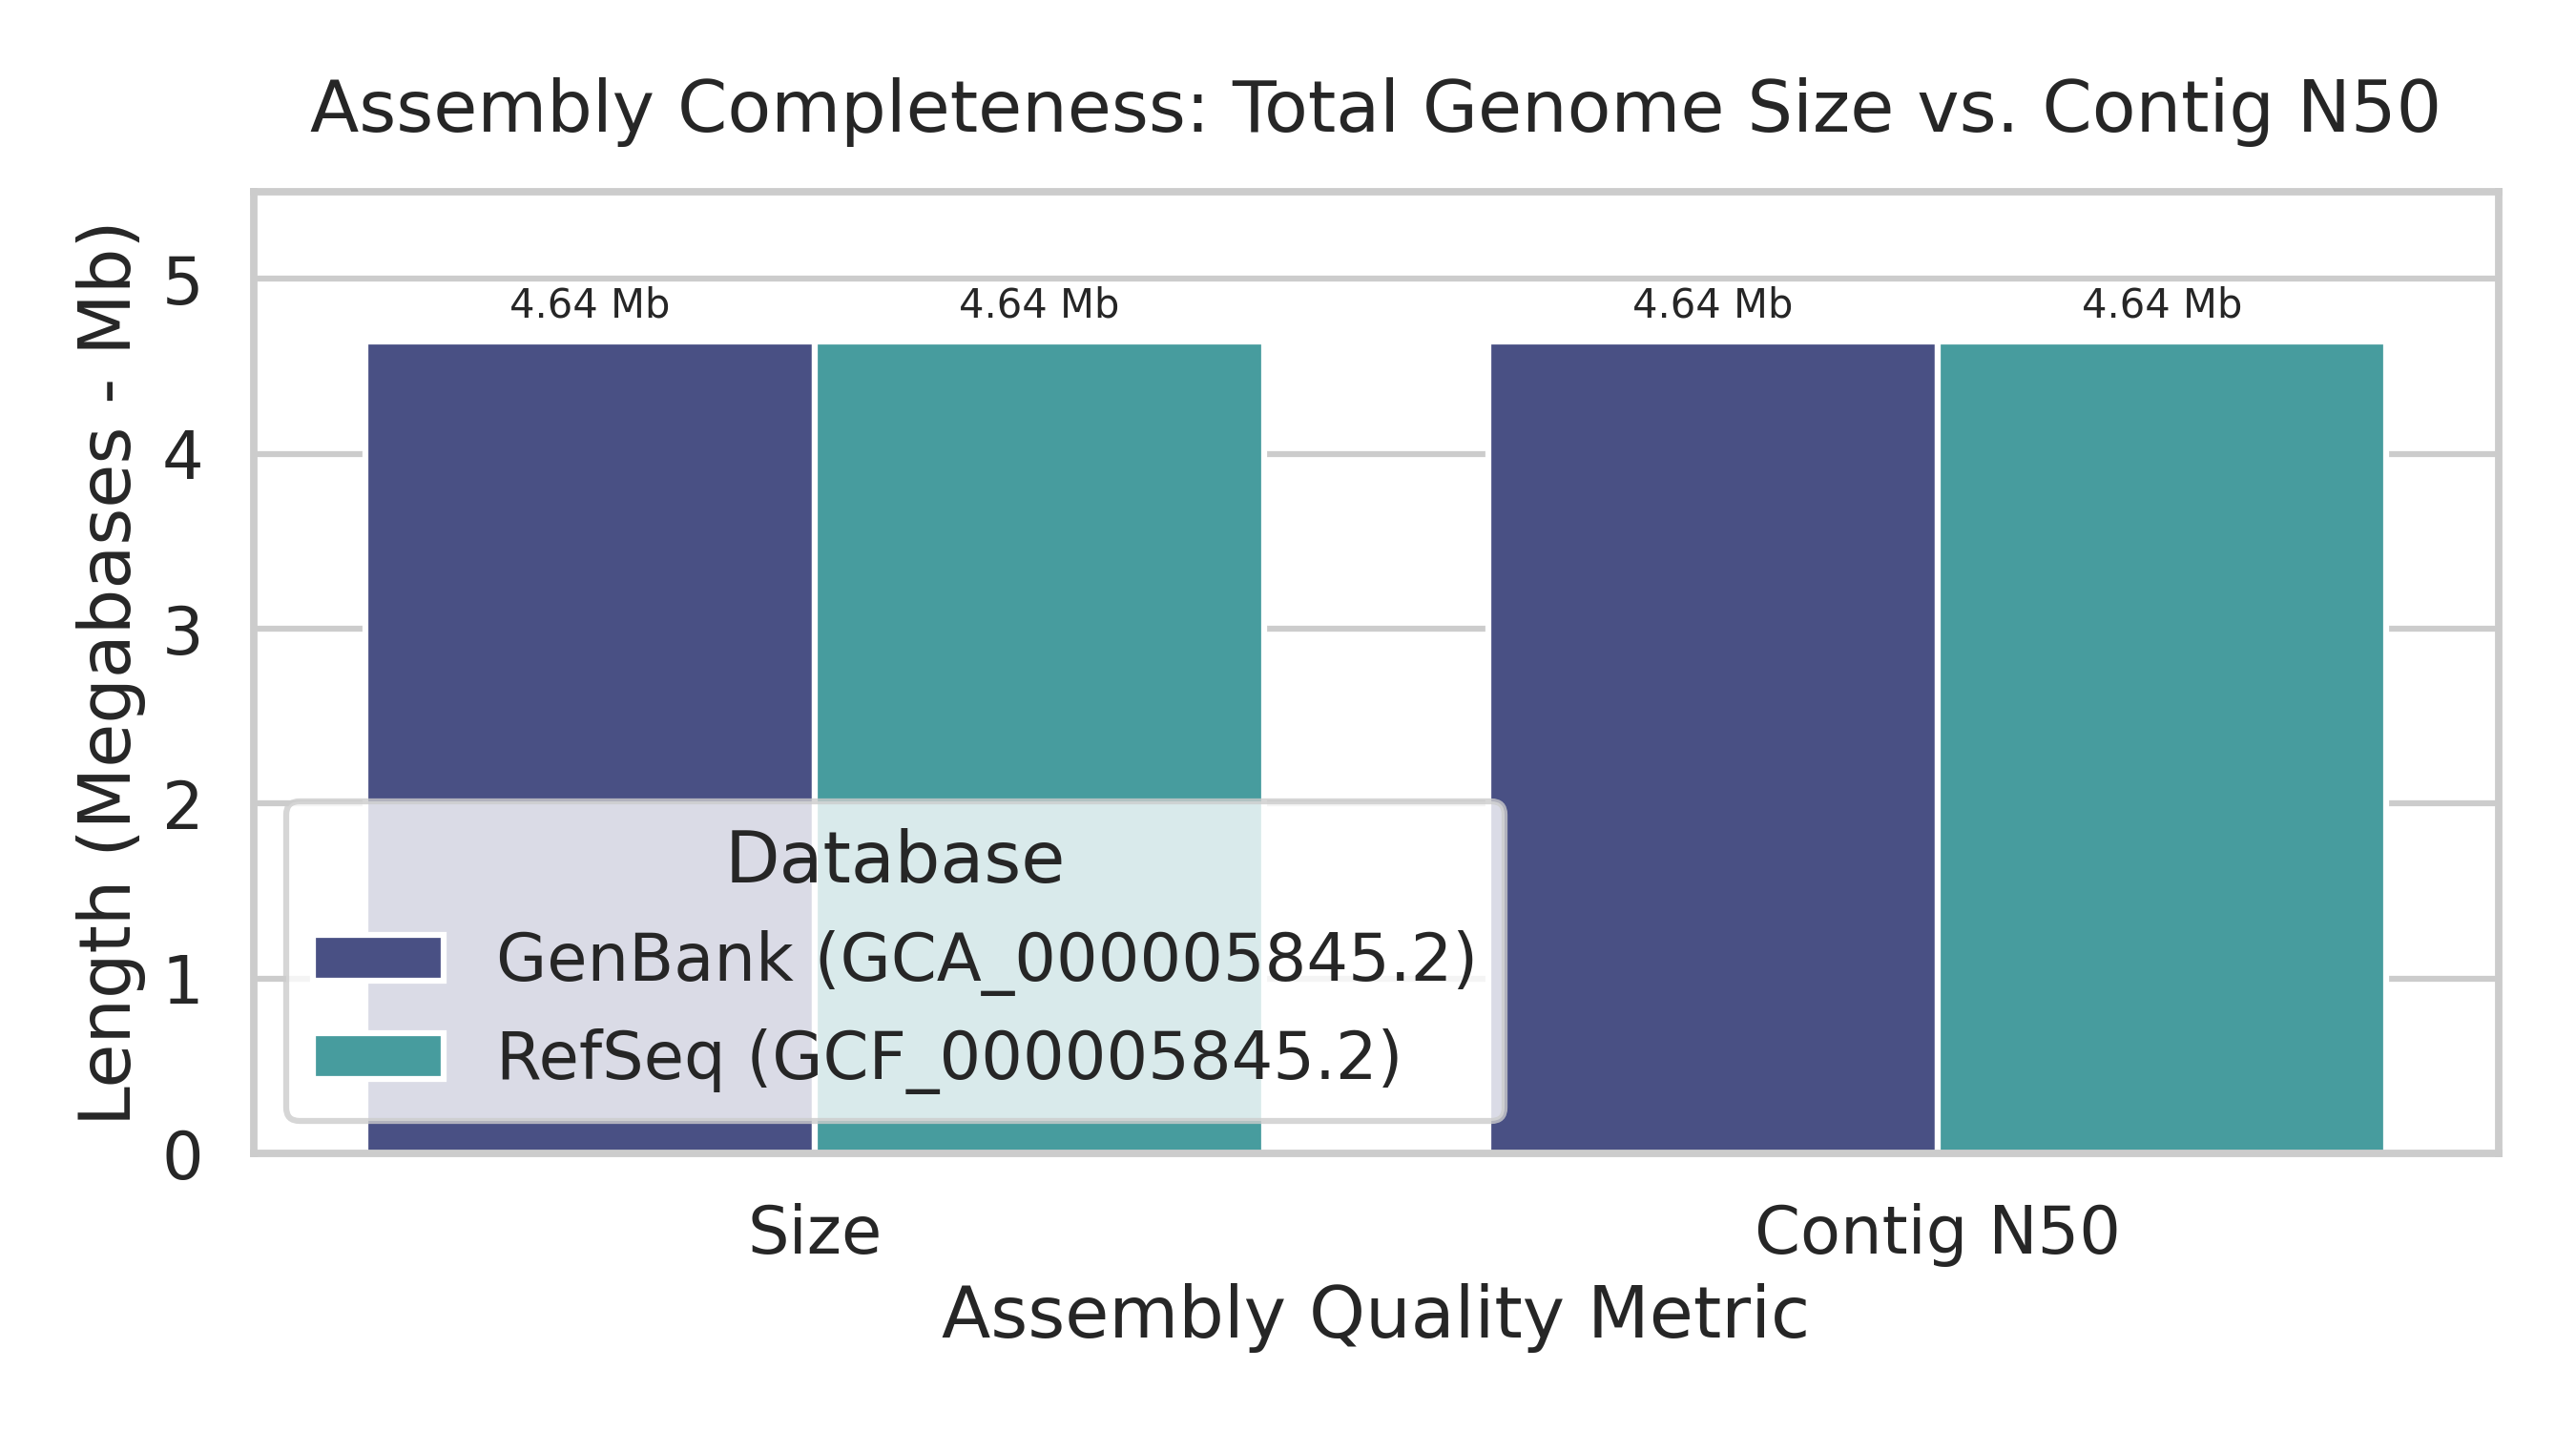 Assembly Completeness: Total Genome Size vs. Contig N50
Length (Megabases - Mb)
5
4
3
2
1
0
4.64 Mb
4.64 Mb
4.64 Mb
4.64 Mb
Database
GenBank (GCA_000005845.2)
RefSeq (GCF_000005845.2)
Size
Contig N50
Assembly Quality Metric